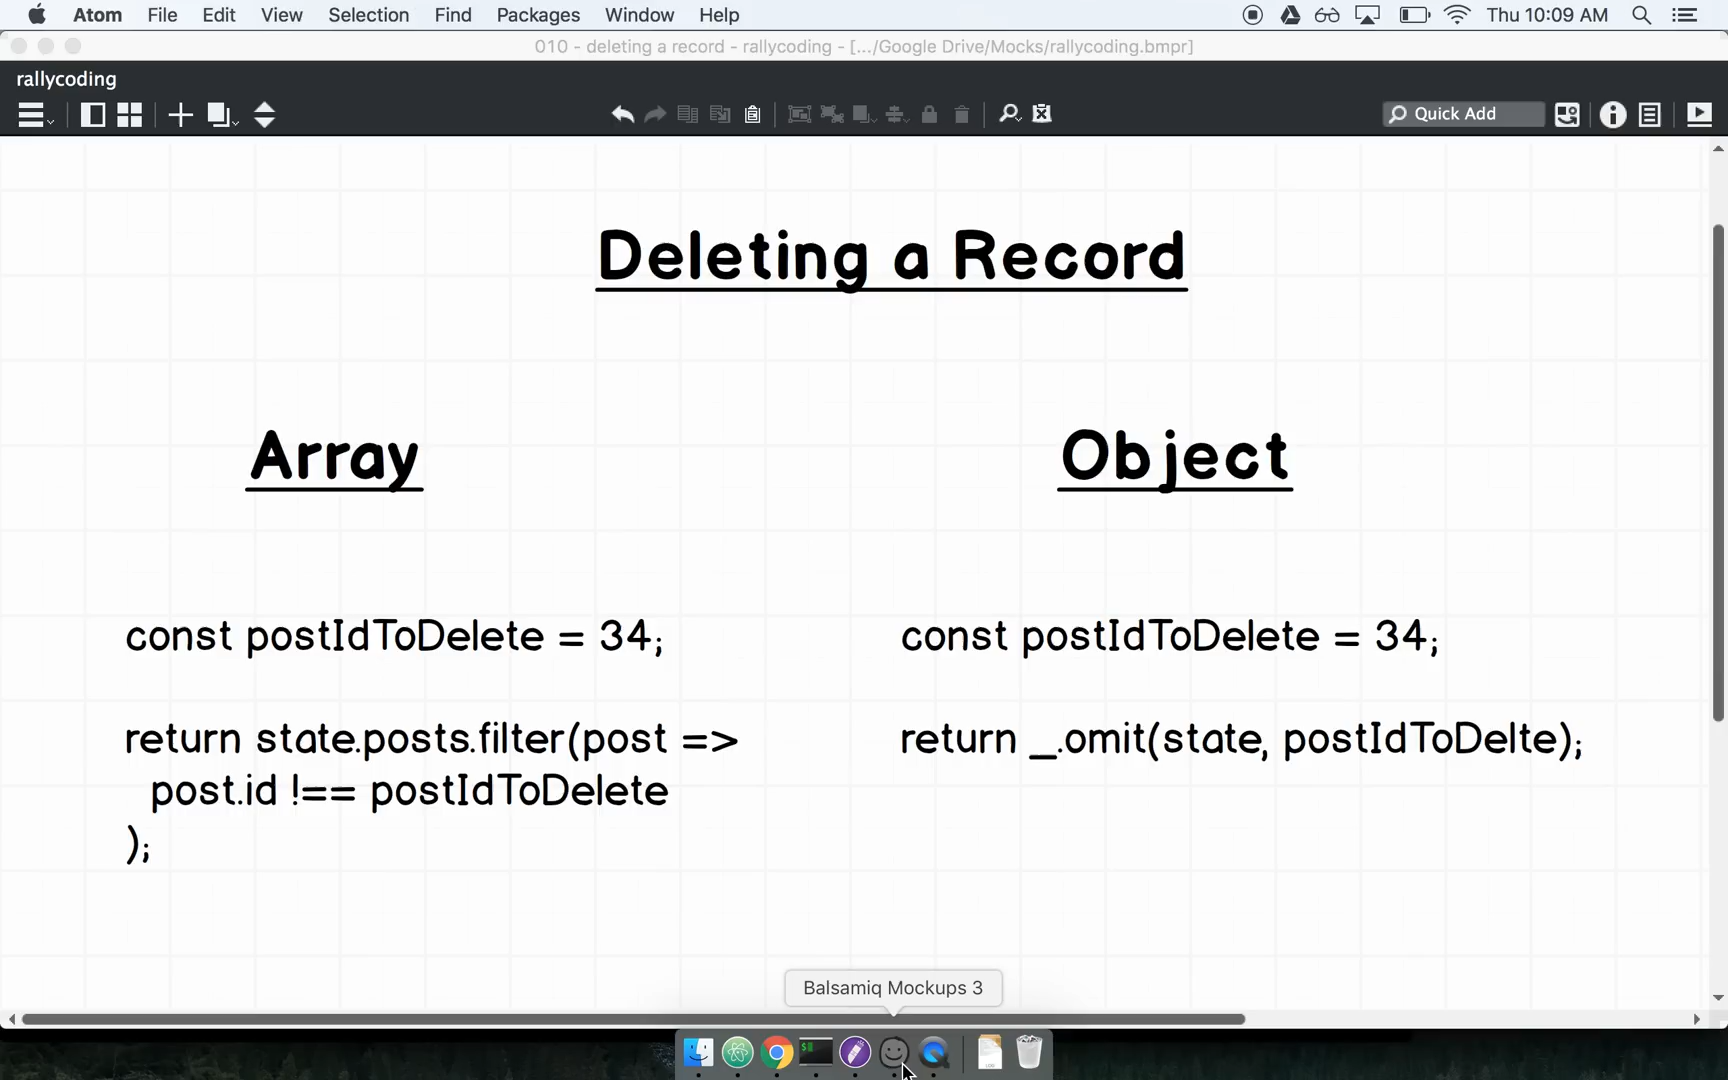 Atom File Edit View Selection Find Packages Window Help Thu 10:09 AM
010 - deleting a record - rallycoding - [.../Google Drive/Mocks/rallycoding.bmpr]
rallycoding
Quick Add
Deleting a Record
Array
Object
const postIdToDelete = 34;
return state.posts.filter(post =>
post.id !== postIdToDelete
);
const postIdToDelete = 34;
return _.omit(state, postIdToDelte);
Balsamiq Mockups 3